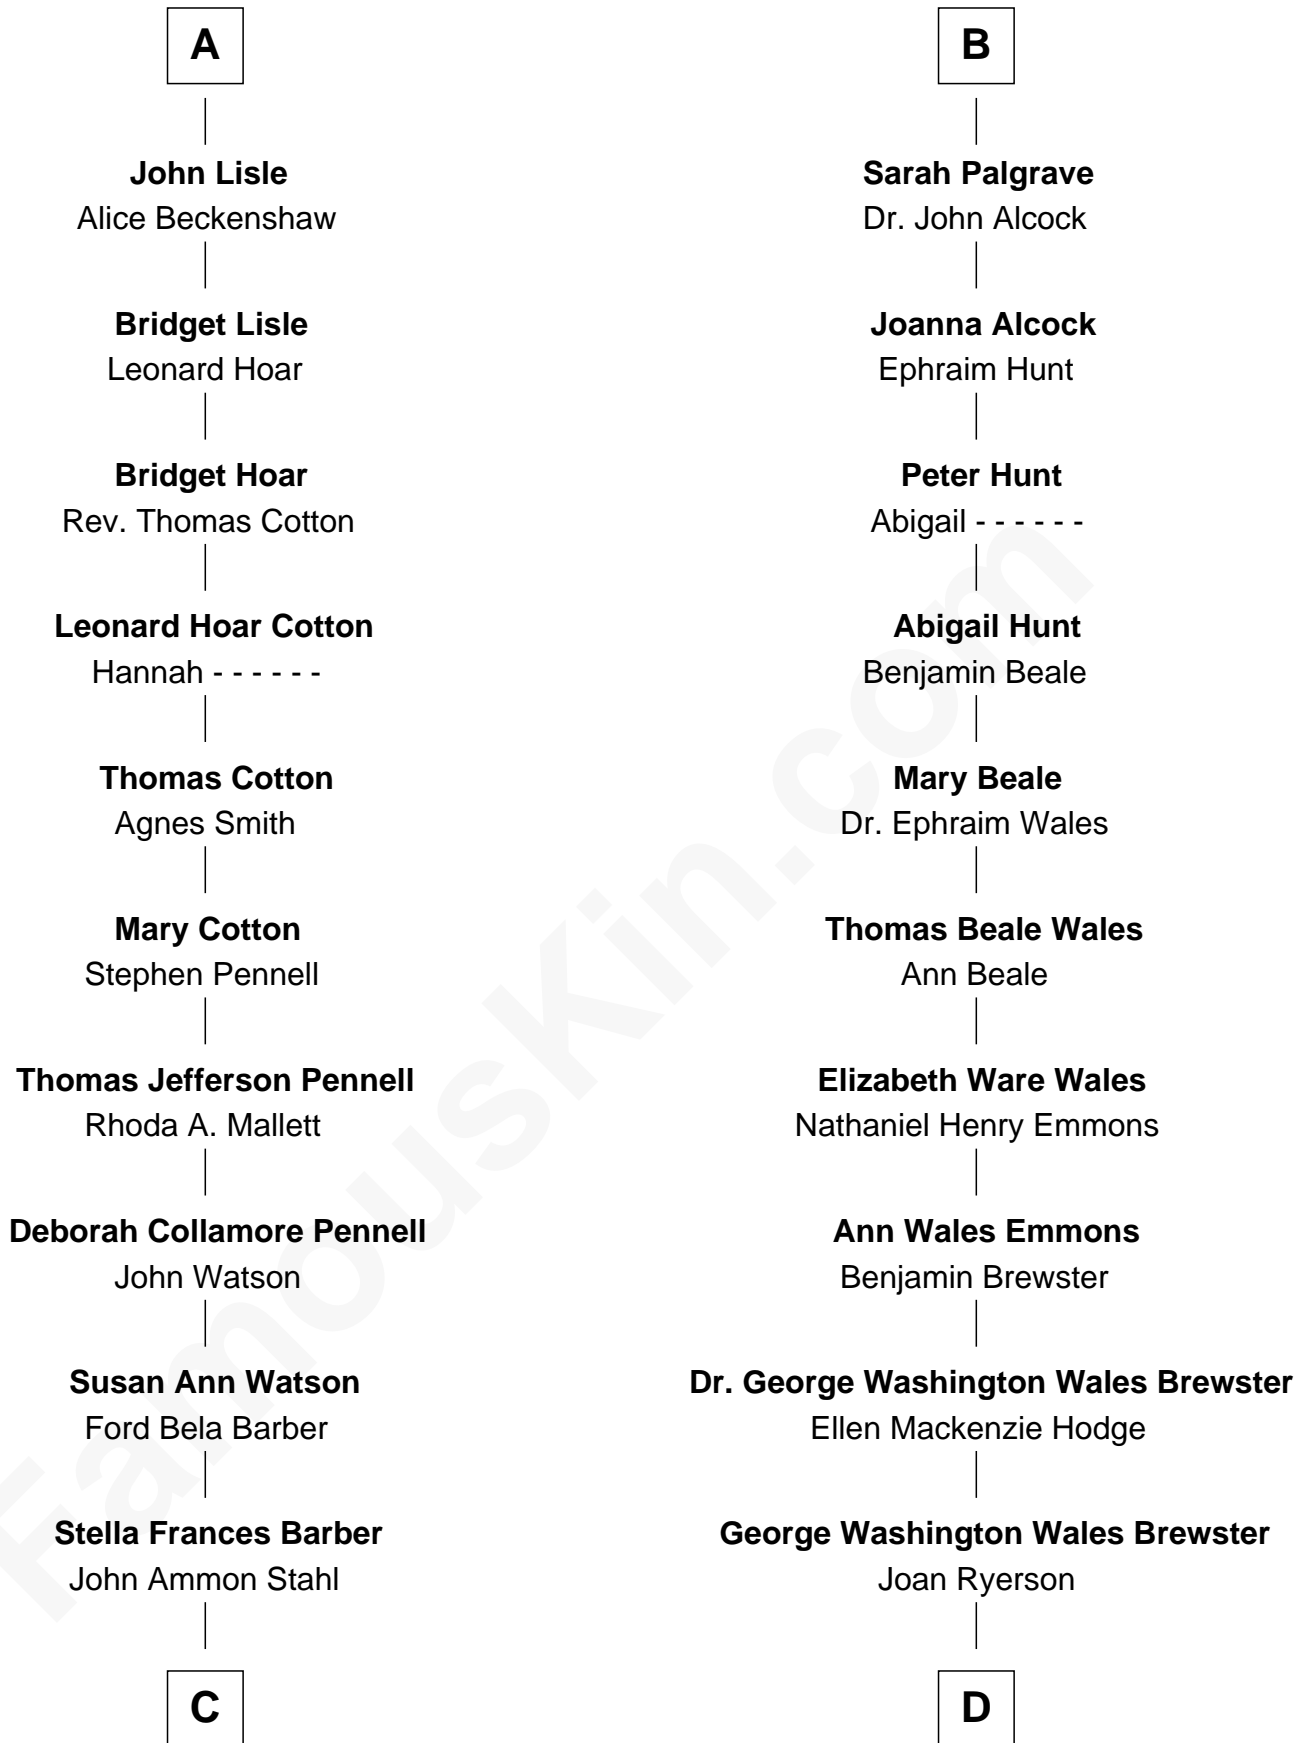 A
John Lisle
Alice Beckenshaw
Bridget Lisle
Leonard Hoar
Bridget Hoar
Rev. Thomas Cotton
Leonard Hoar Cotton
Hannah - - - - - -
Thomas Cotton
Agnes Smith
Mary Cotton
Stephen Pennell
Thomas Jefferson Pennell
Rhoda A. Mallett
Deborah Collamore Pennell
John Watson
Susan Ann Watson
Ford Bela Barber
Stella Frances Barber
John Ammon Stahl
C
B
Sarah Palgrave
Dr. John Alcock
Joanna Alcock
Ephraim Hunt
Peter Hunt
Abigail - - - - - -
Abigail Hunt
Benjamin Beale
Mary Beale
Dr. Ephraim Wales
Thomas Beale Wales
Ann Beale
Elizabeth Ware Wales
Nathaniel Henry Emmons
Ann Wales Emmons
Benjamin Brewster
Dr. George Washington Wales Brewster
Ellen Mackenzie Hodge
George Washington Wales Brewster
Joan Ryerson
D
FamousKin.com